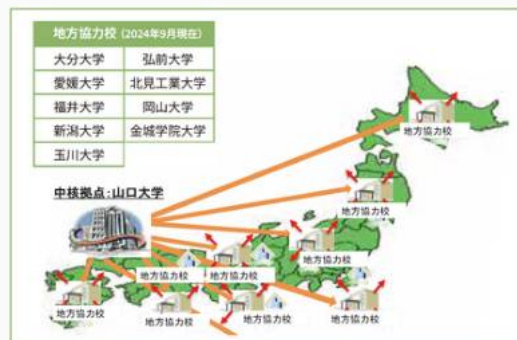 地方協力校 (2024年9月現在)
大分大学 弘前大学
愛媛大学 北見工業大学
福井大学 岡山大学
新潟大学 金城学院大学
玉川大学
中核拠点：山口大学
地方協力校
地方協力校
地方協力校
地方協力校
地方協力校
地方協力校
地方協力校
地方協力校
地方協力校